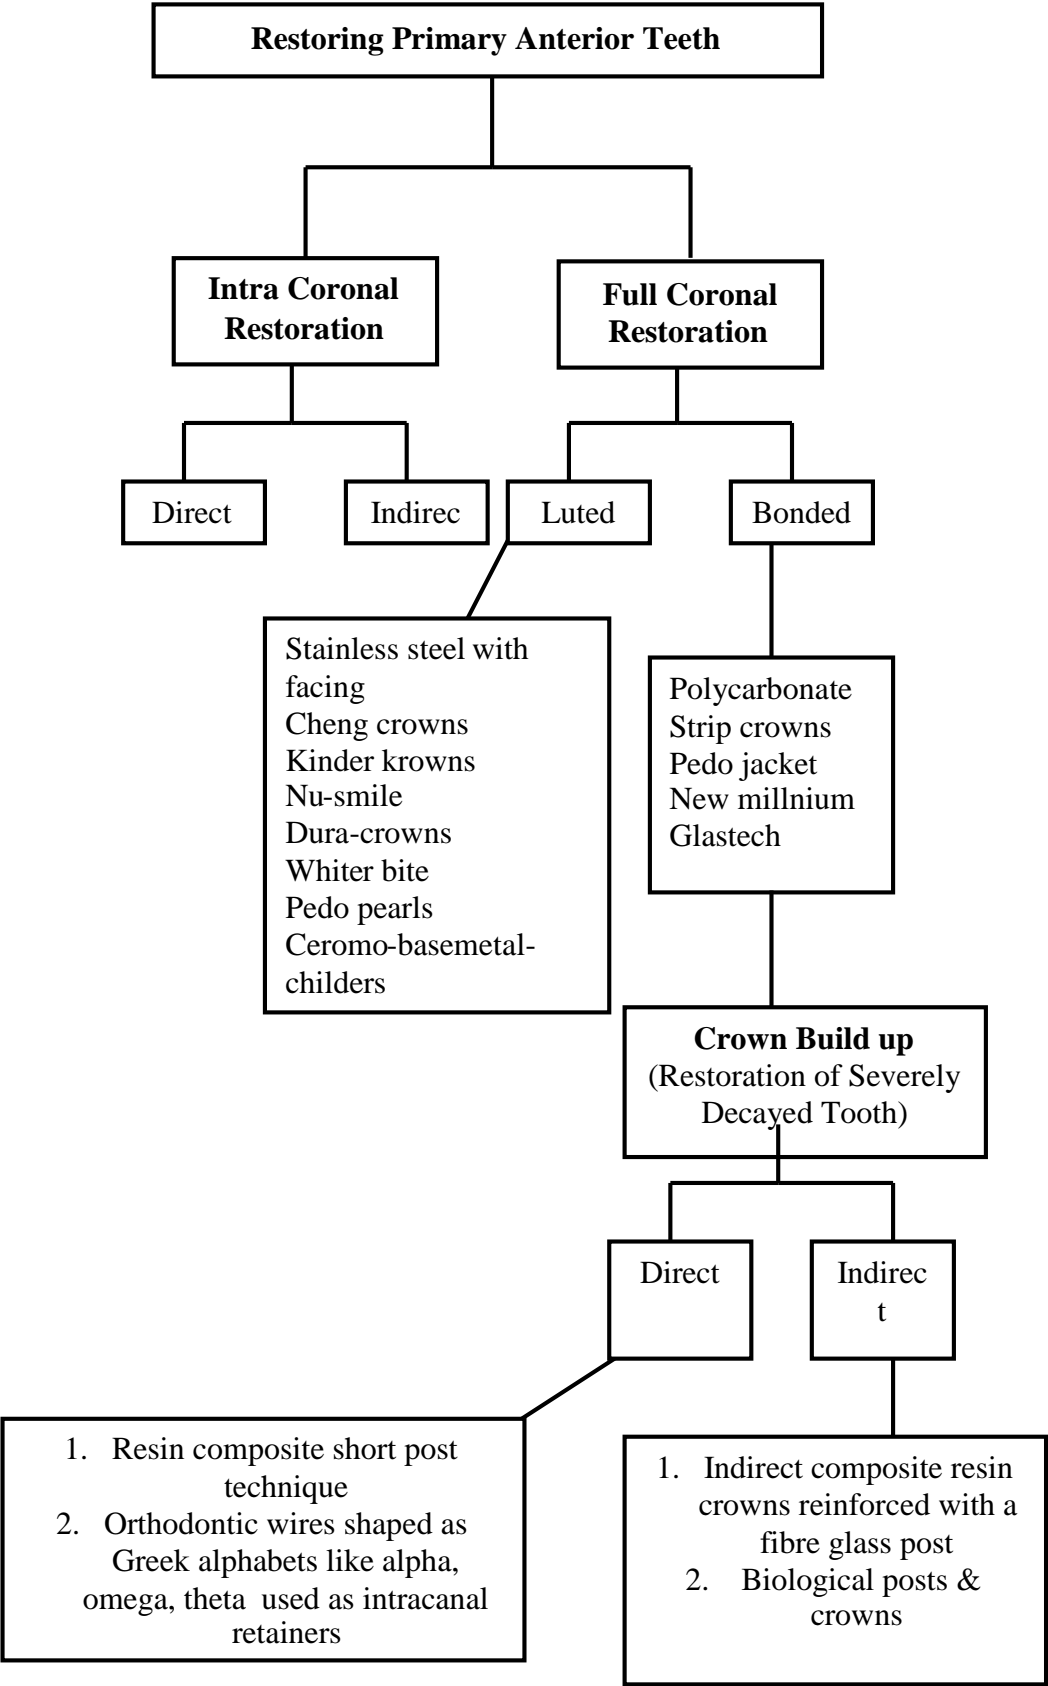 Restoring Primary Anterior Teeth
Intra Coronal
Restoration
Full Coronal
Restoration
Direct
Indirec
Luted
Bonded
Stainless steel with
facing
Cheng crowns
Kinder krowns
Nu-smile
Dura-crowns
Whiter bite
Pedo pearls
Ceromo-basemetal-
childers
Polycarbonate
Strip crowns
Pedo jacket
New millnium
Glastech
Crown Build up
(Restoration of Severely
Decayed Tooth)
Direct
Indirec
t
1. Resin composite short post
technique
2. Orthodontic wires shaped as
Greek alphabets like alpha,
omega, theta used as intracanal
retainers
1. Indirect composite resin
crowns reinforced with a
fibre glass post
2. Biological posts &
crowns